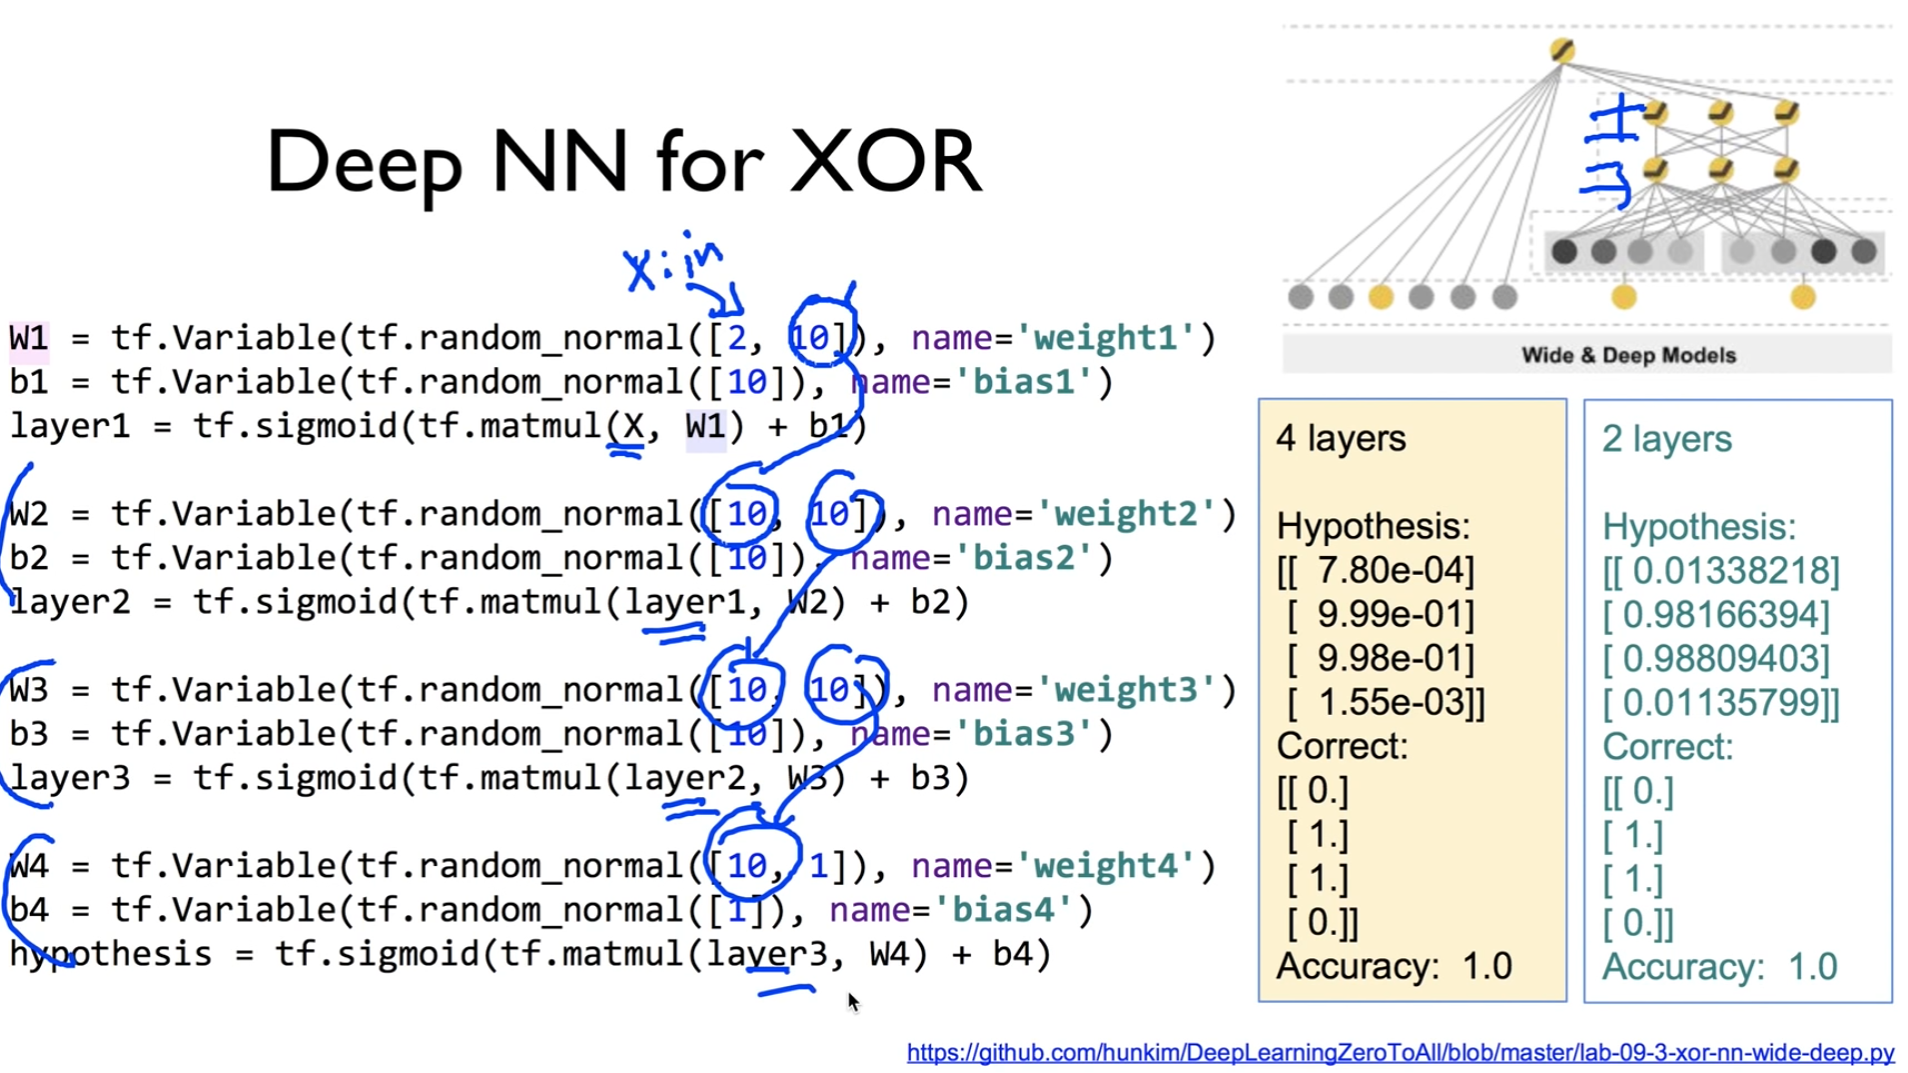 Deep NN for XOR
X: in
W1 = tf.Variable(tf.random_normal([2, 10]), name='weight1')
b1 = tf.Variable(tf.random_normal([10]), name='bias1')
layer1 = tf.sigmoid(tf.matmul(X, W1) + b1)
W2 = tf.Variable(tf.random_normal([10, 10]), name='weight2')
b2 = tf.Variable(tf.random_normal([10]), name='bias2')
layer2 = tf.sigmoid(tf.matmul(layer1, W2) + b2)
W3 = tf.Variable(tf.random_normal([10, 10]), name='weight3')
b3 = tf.Variable(tf.random_normal([10]), name='bias3')
layer3 = tf.sigmoid(tf.matmul(layer2, W3) + b3)
W4 = tf.Variable(tf.random_normal([10, 1]), name='weight4')
b4 = tf.Variable(tf.random_normal([1]), name='bias4')
hypothesis = tf.sigmoid(tf.matmul(layer3, W4) + b4)
Wide & Deep Models
4 layers
Hypothesis:
[[ 7.80e-04]
[ 9.99e-01]
[ 9.98e-01]
[ 1.55e-03]]
Correct:
[[ 0.]
[ 1.]
[ 1.]
[ 0.]]
Accuracy: 1.0
2 layers
Hypothesis:
[[ 0.01338218]
[ 0.98166394]
[ 0.98809403]
[ 0.01135799]]
Correct:
[[ 0.]
[ 1.]
[ 1.]
[ 0.]]
Accuracy: 1.0
https://github.com/hunkim/DeepLearningZeroToAll/blob/master/lab-09-3-xor-nn-wide-deep.py